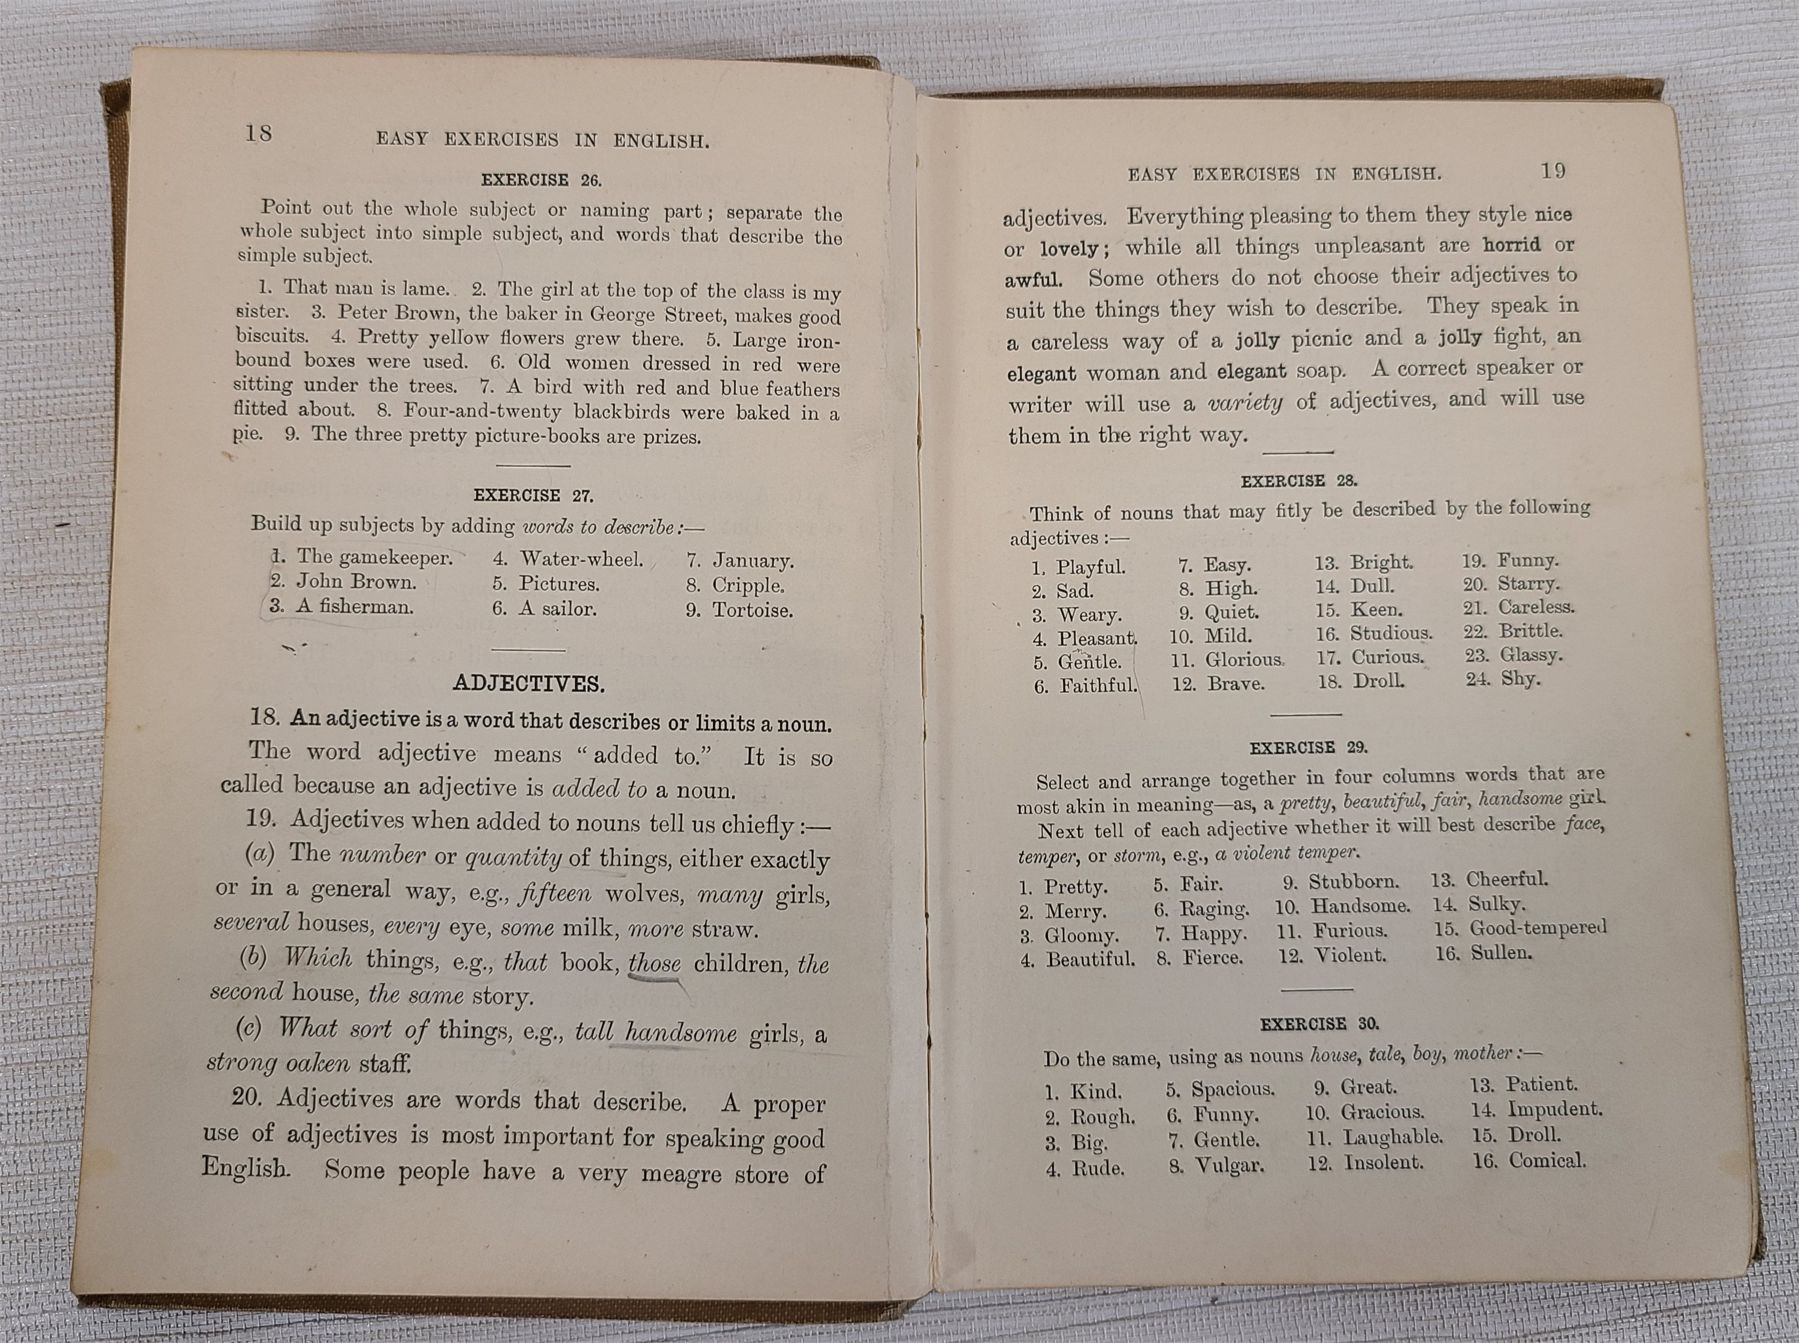 18 EASY EXERCISES IN ENGLISH.
EXERCISE 26.
Point out the whole subject or naming part; separate the
whole subject into simple subject, and words that describe the
simple subject.
1. That man is lame. 2. The girl at the top of the class is my
sister. 3. Peter Brown, the baker in George Street, makes good
biscuits. 4. Pretty yellow flowers grew there. 5. Large iron-
bound boxes were used. 6. Old women dressed in red were
sitting under the trees. 7. A bird with red and blue feathers
flitted about. 8. Four-and-twenty blackbirds were baked in a
pie. 9. The three pretty picture-books are prizes.
EXERCISE 27.
Build up subjects by adding words to describe:—
1. The gamekeeper. 4. Water-wheel. 7. January.
2. John Brown. 5. Pictures. 8. Cripple.
3. A fisherman. 6. A sailor. 9. Tortoise.
ADJECTIVES.
18. An adjective is a word that describes or limits a noun.
The word adjective means "added to." It is so
called because an adjective is added to a noun.
19. Adjectives when added to nouns tell us chiefly:—
(a) The number or quantity of things, either exactly
or in a general way, e.g., fifteen wolves, many girls,
several houses, every eye, some milk, more straw.
(b) Which things, e.g., that book, those children, the
second house, the same story.
(c) What sort of things, e.g., tall handsome girls, a
strong oaken staff.
20. Adjectives are words that describe. A proper
use of adjectives is most important for speaking good
English. Some people have a very meagre store of
EASY EXERCISES IN ENGLISH. 19
adjectives. Everything pleasing to them they style nice
or lovely; while all things unpleasant are horrid or
awful. Some others do not choose their adjectives to
suit the things they wish to describe. They speak in
a careless way of a jolly picnic and a jolly fight, an
elegant woman and elegant soap. A correct speaker or
writer will use a variety of adjectives, and will use
them in the right way.
EXERCISE 28.
Think of nouns that may fitly be described by the following
adjectives:—
1. Playful. 7. Easy. 13. Bright. 19. Funny.
2. Sad. 8. High. 14. Dull. 20. Starry.
3. Weary. 9. Quiet. 15. Keen. 21. Careless.
4. Pleasant. 10. Mild. 16. Studious. 22. Brittle.
5. Gentle. 11. Glorious. 17. Curious. 23. Glassy.
6. Faithful. 12. Brave. 18. Droll. 24. Shy.
EXERCISE 29.
Select and arrange together in four columns words that are
most akin in meaning—as, a pretty, beautiful, fair, handsome girl.
Next tell of each adjective whether it will best describe face,
temper, or storm, e.g., a violent temper.
1. Pretty. 5. Fair. 9. Stubborn. 13. Cheerful.
2. Merry. 6. Raging. 10. Handsome. 14. Sulky.
3. Gloomy. 7. Happy. 11. Furious. 15. Good-tempered
4. Beautiful. 8. Fierce. 12. Violent. 16. Sullen.
EXERCISE 30.
Do the same, using as nouns house, tale, boy, mother:—
1. Kind. 5. Spacious. 9. Great. 13. Patient.
2. Rough. 6. Funny. 10. Gracious. 14. Impudent.
3. Big. 7. Gentle. 11. Laughable. 15. Droll.
4. Rude. 8. Vulgar. 12. Insolent. 16. Comical.